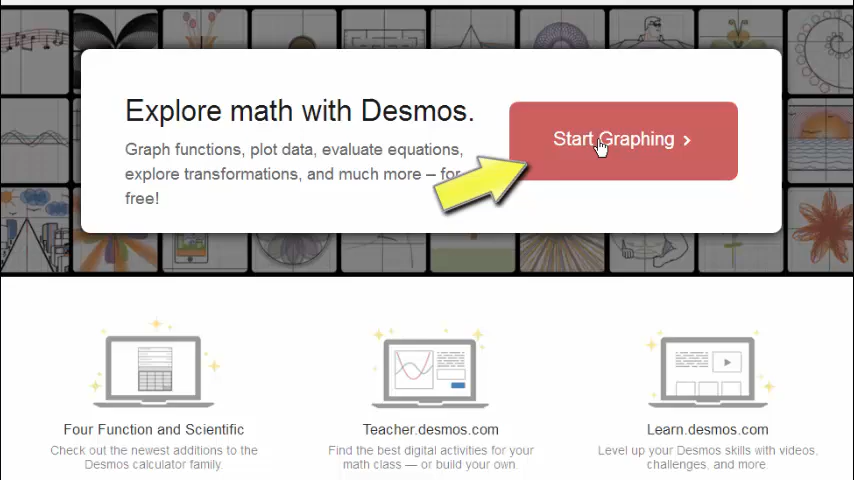 Explore math with Desmos.
Graph functions, plot data, evaluate equations,
explore transformations, and much more – for
free!
Start Graphing
Four Function and Scientific
Check out the newest additions to the
Desmos calculator family.
Teacher.desmos.com
Find the best digital activities for your
math class — or build your own.
Learn.desmos.com
Level up your Desmos skills with videos,
challenges, and more.